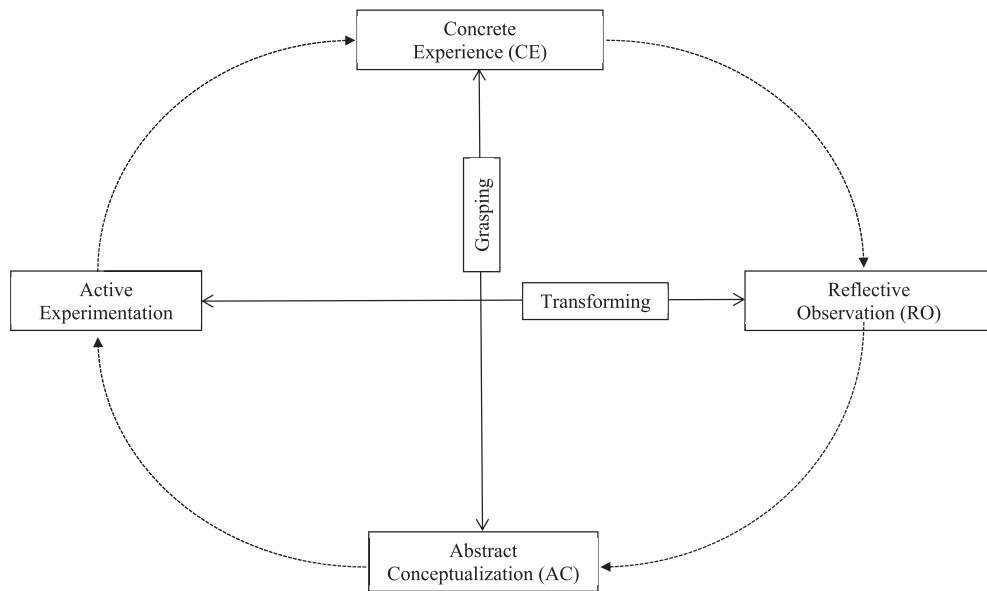 Concrete
Experience (CE)
Grasping
Active
Experimentation
Transforming
Reflective
Observation (RO)
Abstract
Conceptualization (AC)